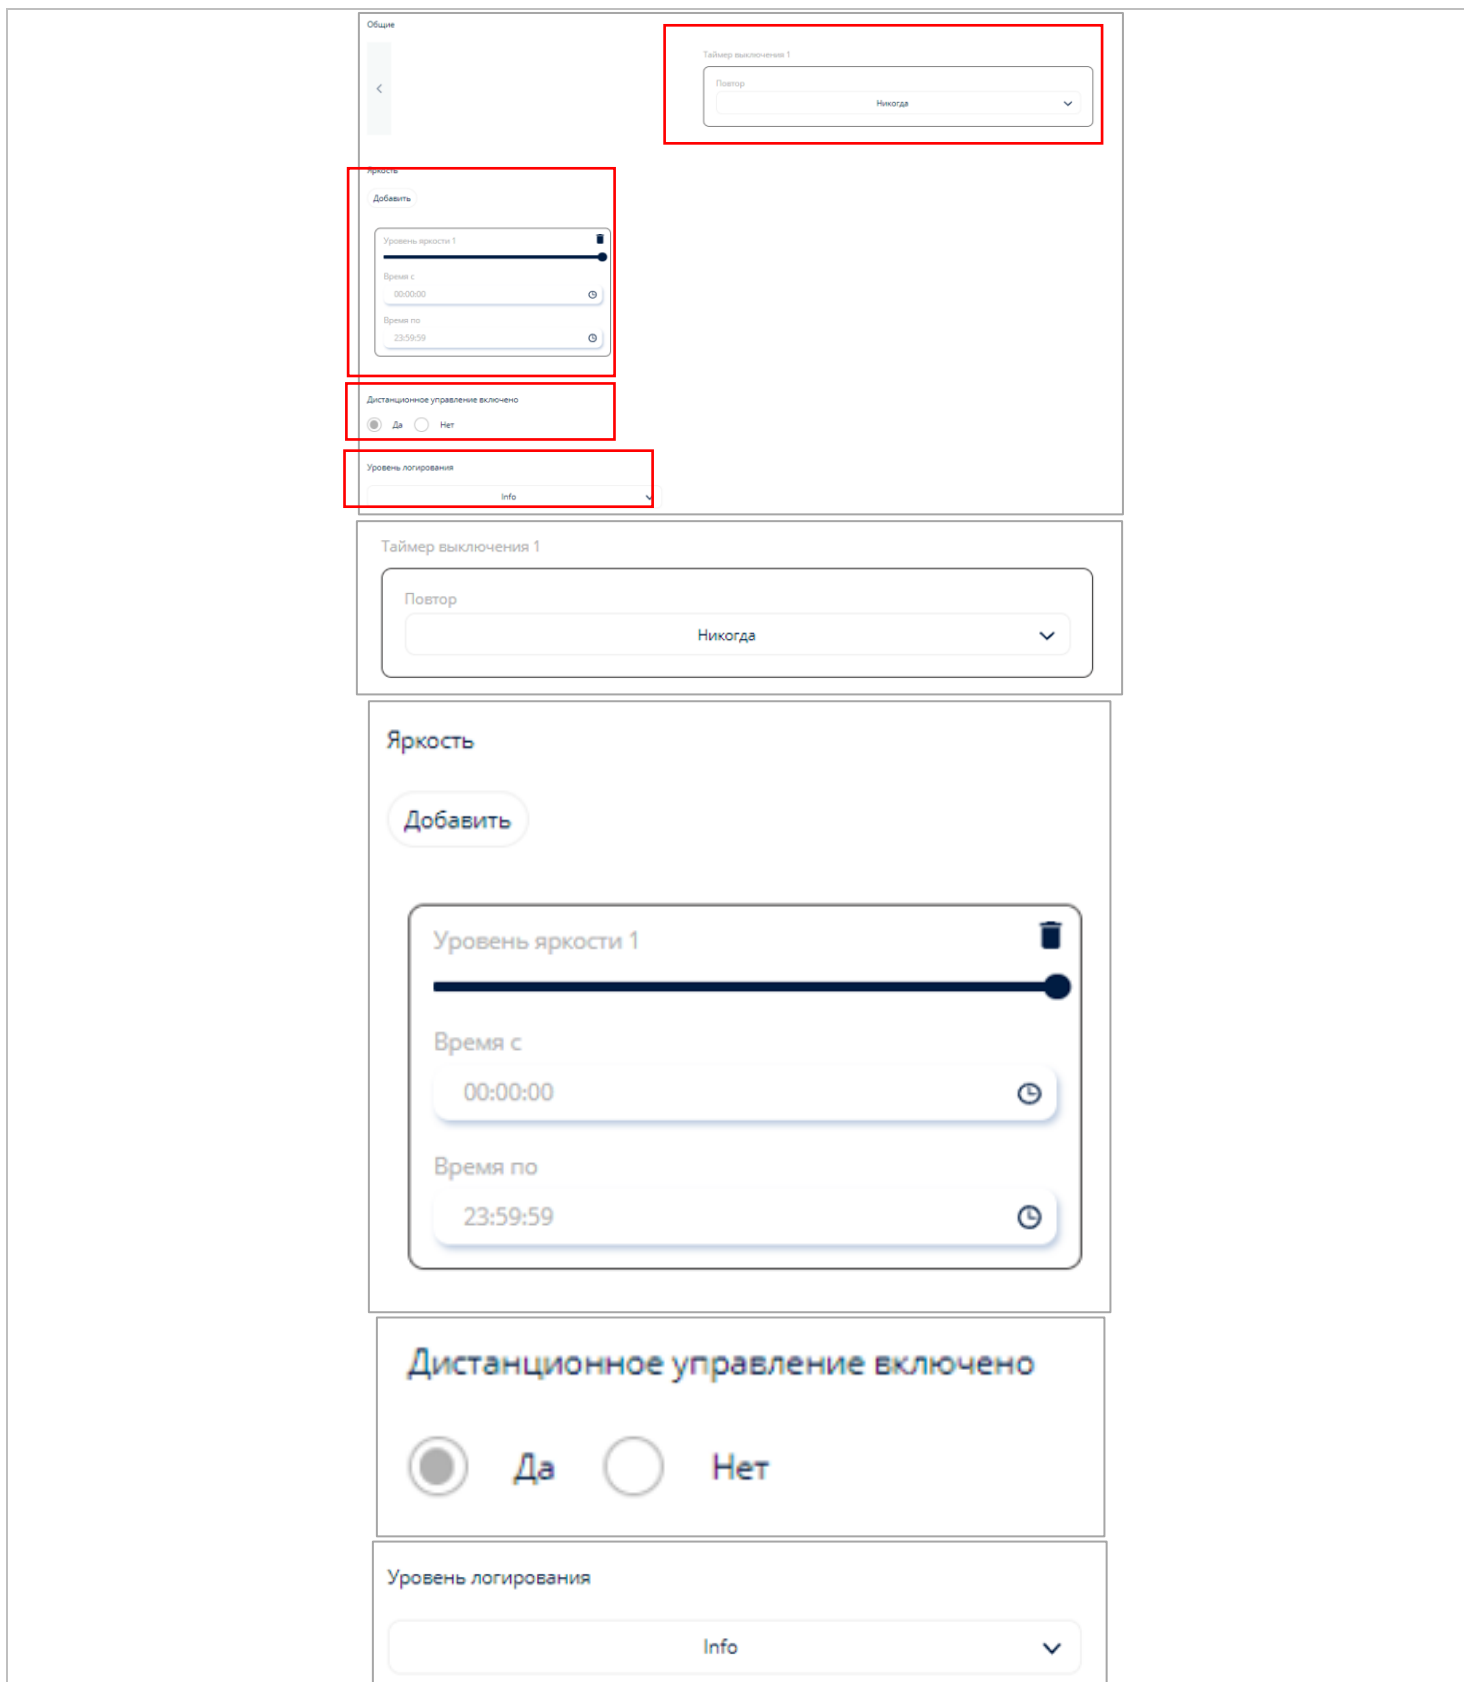 Общие
Таймер выключения 1
Повтор
Никогда
Яркость
Добавить
Уровень яркости 1
Время с
00:00:00
Время по
23:59:59
Дистанционное управление включено
Да Нет
Уровень логирования
Info
Таймер выключения 1
Повтор
Никогда
Яркость
Добавить
Уровень яркости 1
Время с
00:00:00
Время по
23:59:59
Дистанционное управление включено
Да Нет
Уровень логирования
Info